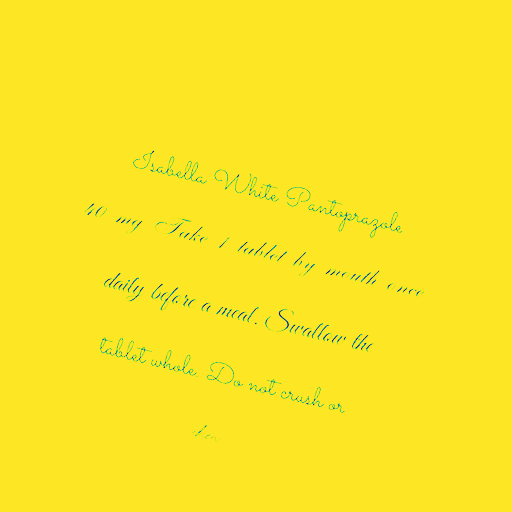 Isabella White Pantoprazole
40 mg Take 1 tablet by mouth once
daily before a meal. Swallow the
tablet whole. Do not crush or